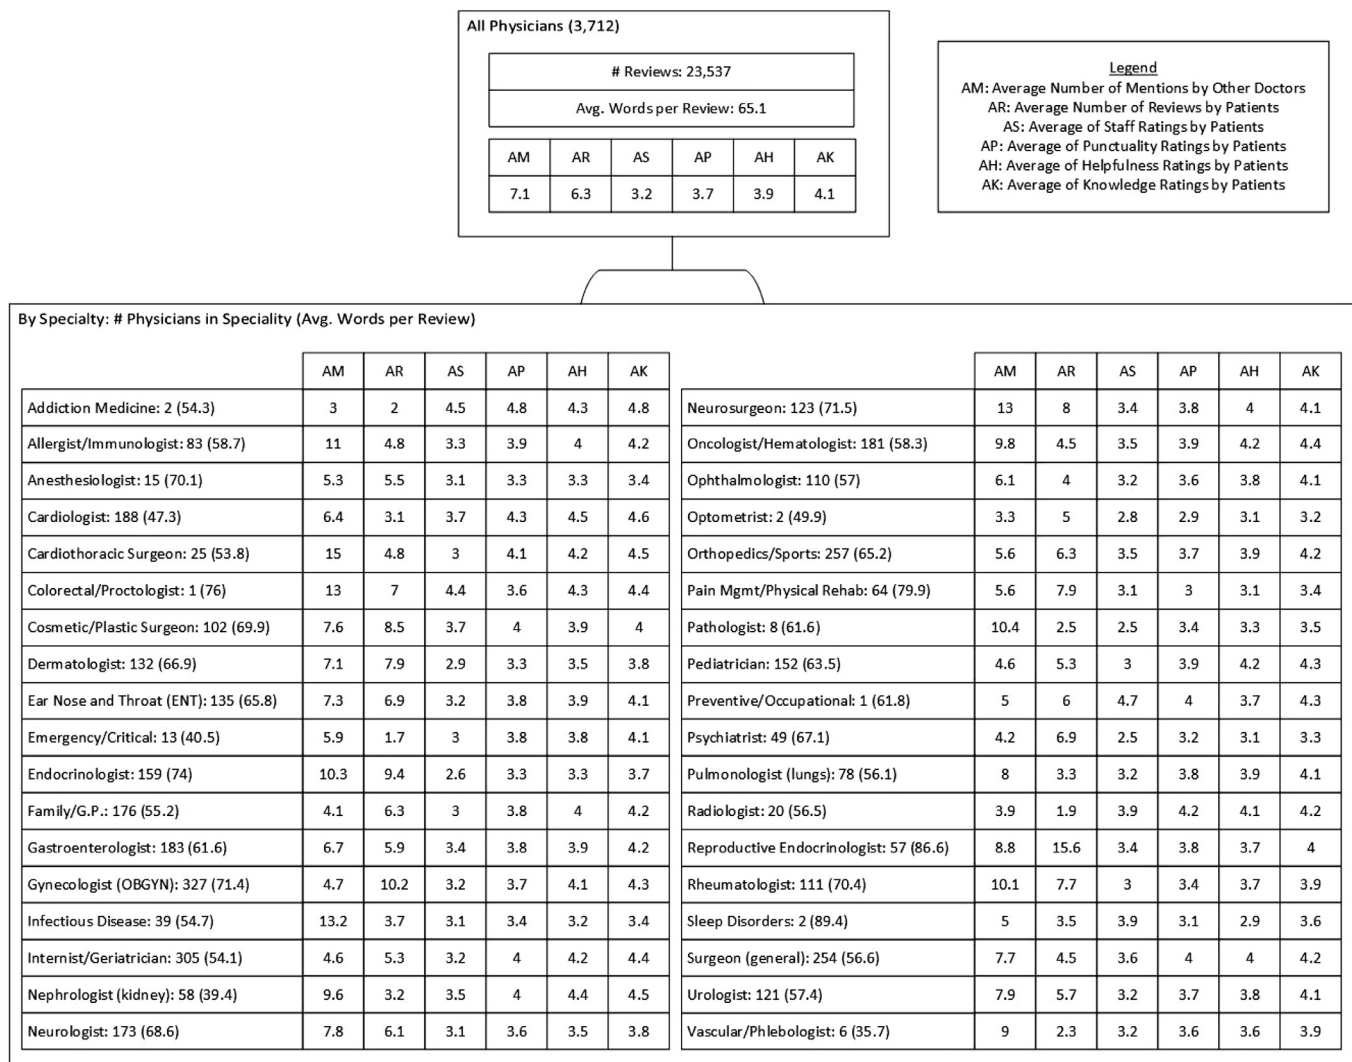 All Physicians (3,712)
# Reviews: 23,537
Avg. Words per Review: 65.1
AM AR AS AP AH AK
7.1 6.3 3.2 3.7 3.9 4.1
Legend
AM: Average Number of Mentions by Other Doctors
AR: Average Number of Reviews by Patients
AS: Average of Staff Ratings by Patients
AP: Average of Punctuality Ratings by Patients
AH: Average of Helpfulness Ratings by Patients
AK: Average of Knowledge Ratings by Patients
By Specialty: # Physicians in Speciality (Avg. Words per Review)
AM AR AS AP AH AK
Addiction Medicine: 2 (54.3) 3 2 4.5 4.8 4.3 4.8
Allergist/Immunologist: 83 (58.7) 11 4.8 3.3 3.9 4 4.2
Anesthesiologist: 15 (70.1) 5.3 5.5 3.1 3.3 3.3 3.4
Cardiologist: 188 (47.3) 6.4 3.1 3.7 4.3 4.5 4.6
Cardiothoracic Surgeon: 25 (53.8) 15 4.8 3 4.1 4.2 4.5
Colorectal/Proctologist: 1 (76) 13 7 4.4 3.6 4.3 4.4
Cosmetic/Plastic Surgeon: 102 (69.9) 7.6 8.5 3.7 4 3.9 4
Dermatologist: 132 (66.9) 7.1 7.9 2.9 3.3 3.5 3.8
Ear Nose and Throat (ENT): 135 (65.8) 7.3 6.9 3.2 3.8 3.9 4.1
Emergency/Critical: 13 (40.5) 5.9 1.7 3 3.8 3.8 4.1
Endocrinologist: 159 (74) 10.3 9.4 2.6 3.3 3.3 3.7
Family/G.P.: 176 (55.2) 4.1 6.3 3 3.8 4 4.2
Gastroenterologist: 183 (61.6) 6.7 5.9 3.4 3.8 3.9 4.2
Gynecologist (OBGYN): 327 (71.4) 4.7 10.2 3.2 3.7 4.1 4.3
Infectious Disease: 39 (54.7) 13.2 3.7 3.1 3.4 3.2 3.4
Internist/Geriatrician: 305 (54.1) 4.6 5.3 3.2 4 4.2 4.4
Nephrologist (kidney): 58 (39.4) 9.6 3.2 3.5 4 4.4 4.5
Neurologist: 173 (68.6) 7.8 6.1 3.1 3.6 3.5 3.8
AM AR AS AP AH AK
Neurosurgeon: 123 (71.5) 13 8 3.4 3.8 4 4.1
Oncologist/Hematologist: 181 (58.3) 9.8 4.5 3.5 3.9 4.2 4.4
Ophthalmologist: 110 (57) 6.1 4 3.2 3.6 3.8 4.1
Optometrist: 2 (49.9) 3.3 5 2.8 2.9 3.1 3.2
Orthopedics/Sports: 257 (65.2) 5.6 6.3 3.5 3.7 3.9 4.2
Pain Mgmt/Physical Rehab: 64 (79.9) 5.6 7.9 3.1 3 3.1 3.4
Pathologist: 8 (61.6) 10.4 2.5 2.5 3.4 3.3 3.5
Pediatrician: 152 (63.5) 4.6 5.3 3 3.9 4.2 4.3
Preventive/Occupational: 1 (61.8) 5 6 4.7 4 3.7 4.3
Psychiatrist: 49 (67.1) 4.2 6.9 2.5 3.2 3.1 3.3
Pulmonologist (lungs): 78 (56.1) 8 3.3 3.2 3.8 3.9 4.1
Radiologist: 20 (56.5) 3.9 1.9 3.9 4.2 4.1 4.2
Reproductive Endocrinologist: 57 (86.6) 8.8 15.6 3.4 3.8 3.7 4
Rheumatologist: 111 (70.4) 10.1 7.7 3 3.4 3.7 3.9
Sleep Disorders: 2 (89.4) 5 3.5 3.9 3.1 2.9 3.6
Surgeon (general): 254 (56.6) 7.7 4.5 3.6 4 4 4.2
Urologist: 121 (57.4) 7.9 5.7 3.2 3.7 3.8 4.1
Vascular/Phlebologist: 6 (35.7) 9 2.3 3.2 3.6 3.6 3.9